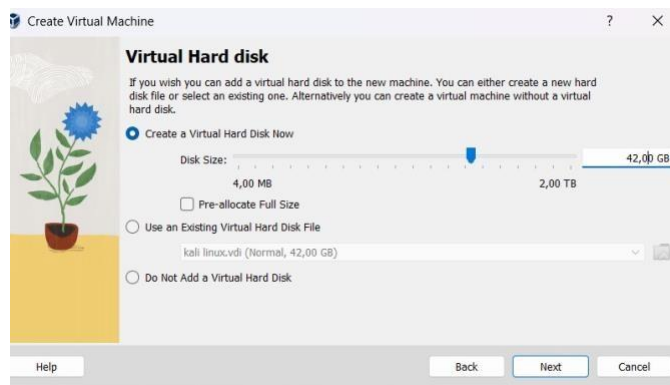 Create Virtual Machine ? X
Virtual Hard disk
If you wish you can add a virtual hard disk to the new machine. You can either create a new hard
disk file or select an existing one. Alternatively you can create a virtual machine without a virtual
hard disk.
Create a Virtual Hard Disk Now
Disk Size: 42,00 GB
4,00 MB 2,00 TB
Pre-allocate Full Size
Use an Existing Virtual Hard Disk File
kali linux.vdi (Normal, 42,00 GB)
Do Not Add a Virtual Hard Disk
Help Back Next Cancel